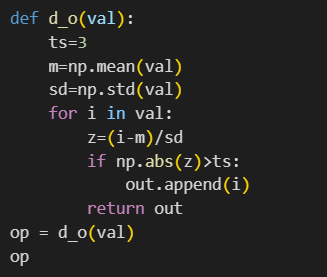 def d_o(val):
    ts=3
    m=np.mean(val)
    sd=np.std(val)
    for i in val:
        z=(i-m)/sd
        if np.abs(z)>ts:
            out.append(i)
        return out
op = d_o(val)
op